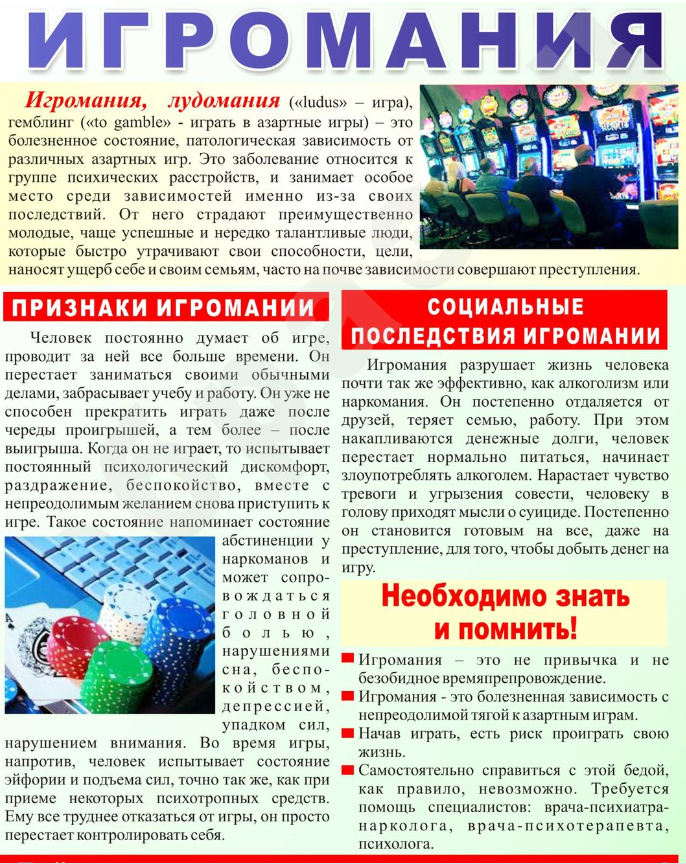 ИГРОМАНИЯ
Игромания, лудомания («ludus» – игра),
гемблинг («to gamble» - играть в азартные игры) – это
болезненное состояние, патологическая зависимость от
различных азартных игр. Это заболевание относится к
группе психических расстройств, и занимает особое
место среди зависимостей именно из-за своих
последствий. От него страдают преимущественно
молодые, чаще успешные и нередко талантливые люди,
которые быстро утрачивают свои способности, цели,
наносят ущерб себе и своим семьям, часто на почве зависимости совершают преступления.
ПРИЗНАКИ ИГРОМАНИИ
Человек постоянно думает об игре,
проводит за ней все больше времени. Он
перестает заниматься своими обычными
делами, забрасывает учебу и работу. Он уже не
способен прекратить играть даже после
череды проигрышей, а тем более – после
выигрыша. Когда он не играет, то испытывает
постоянный психологический дискомфорт,
раздражение, беспокойство, вместе с
непреодолимым желанием снова приступить к
игре. Такое состояние напоминает состояние
абстиненции у
наркоманов и
может сопро-
вождаться
головной
болью,
нарушениями
сна, беспо-
койством,
депрессией,
упадком сил,
нарушением внимания. Во время игры,
напротив, человек испытывает состояние
эйфории и подъема сил, точно так же, как при
приеме некоторых психотропных средств.
Ему все труднее отказаться от игры, он просто
перестает контролировать себя.
СОЦИАЛЬНЫЕ
ПОСЛЕДСТВИЯ ИГРОМАНИИ
Игромания разрушает жизнь человека
почти так же эффективно, как алкоголизм или
наркомания. Он постепенно отдаляется от
друзей, теряет семью, работу. При этом
накапливаются денежные долги, человек
перестает нормально питаться, начинает
злоупотреблять алкоголем. Нарастает чувство
тревоги и угрызения совести, человеку в
голову приходят мысли о суициде. Постепенно
он становится готовым на все, даже на
преступление, для того, чтобы добыть денег на
игру.
Необходимо знать
и помнить!
Игромания – это не привычка и не
безобидное времяпрепровождение.
Игромания - это болезненная зависимость с
непреодолимой тягой к азартным играм.
Начав играть, есть риск проиграть свою
жизнь.
Самостоятельно справиться с этой бедой,
как правило, невозможно. Требуется
помощь специалистов: врача-психиатра-
нарколога, врача-психотерапевта,
психолога.